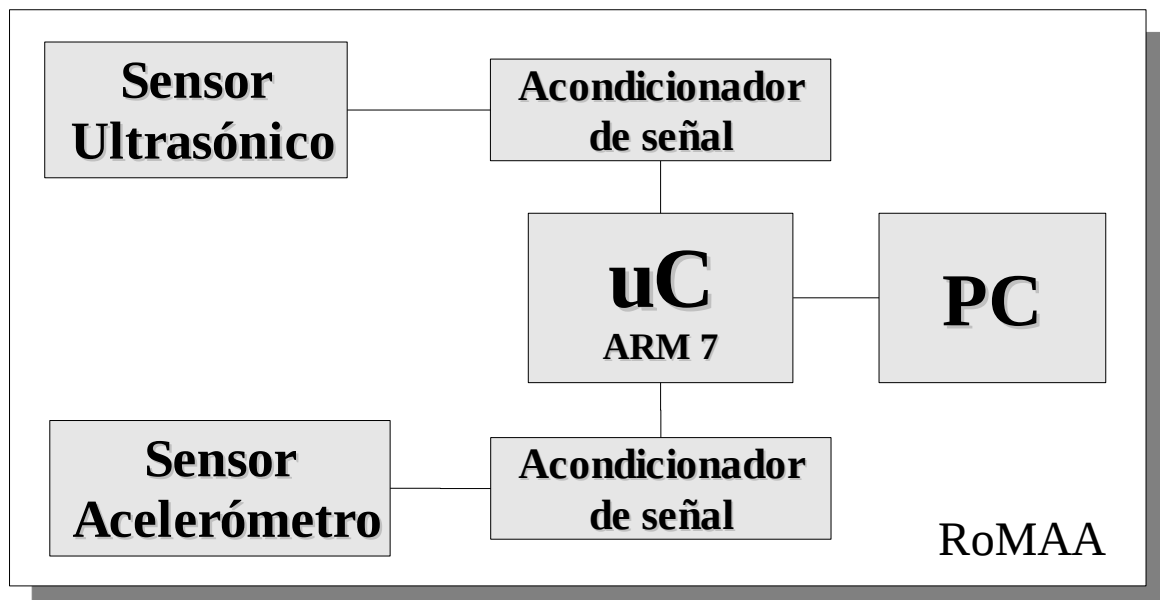 Sensor
Ultrasónico
Acondicionador
de señal
uC
ARM 7
PC
Sensor
Acelerómetro
Acondicionador
de señal
RoMAA